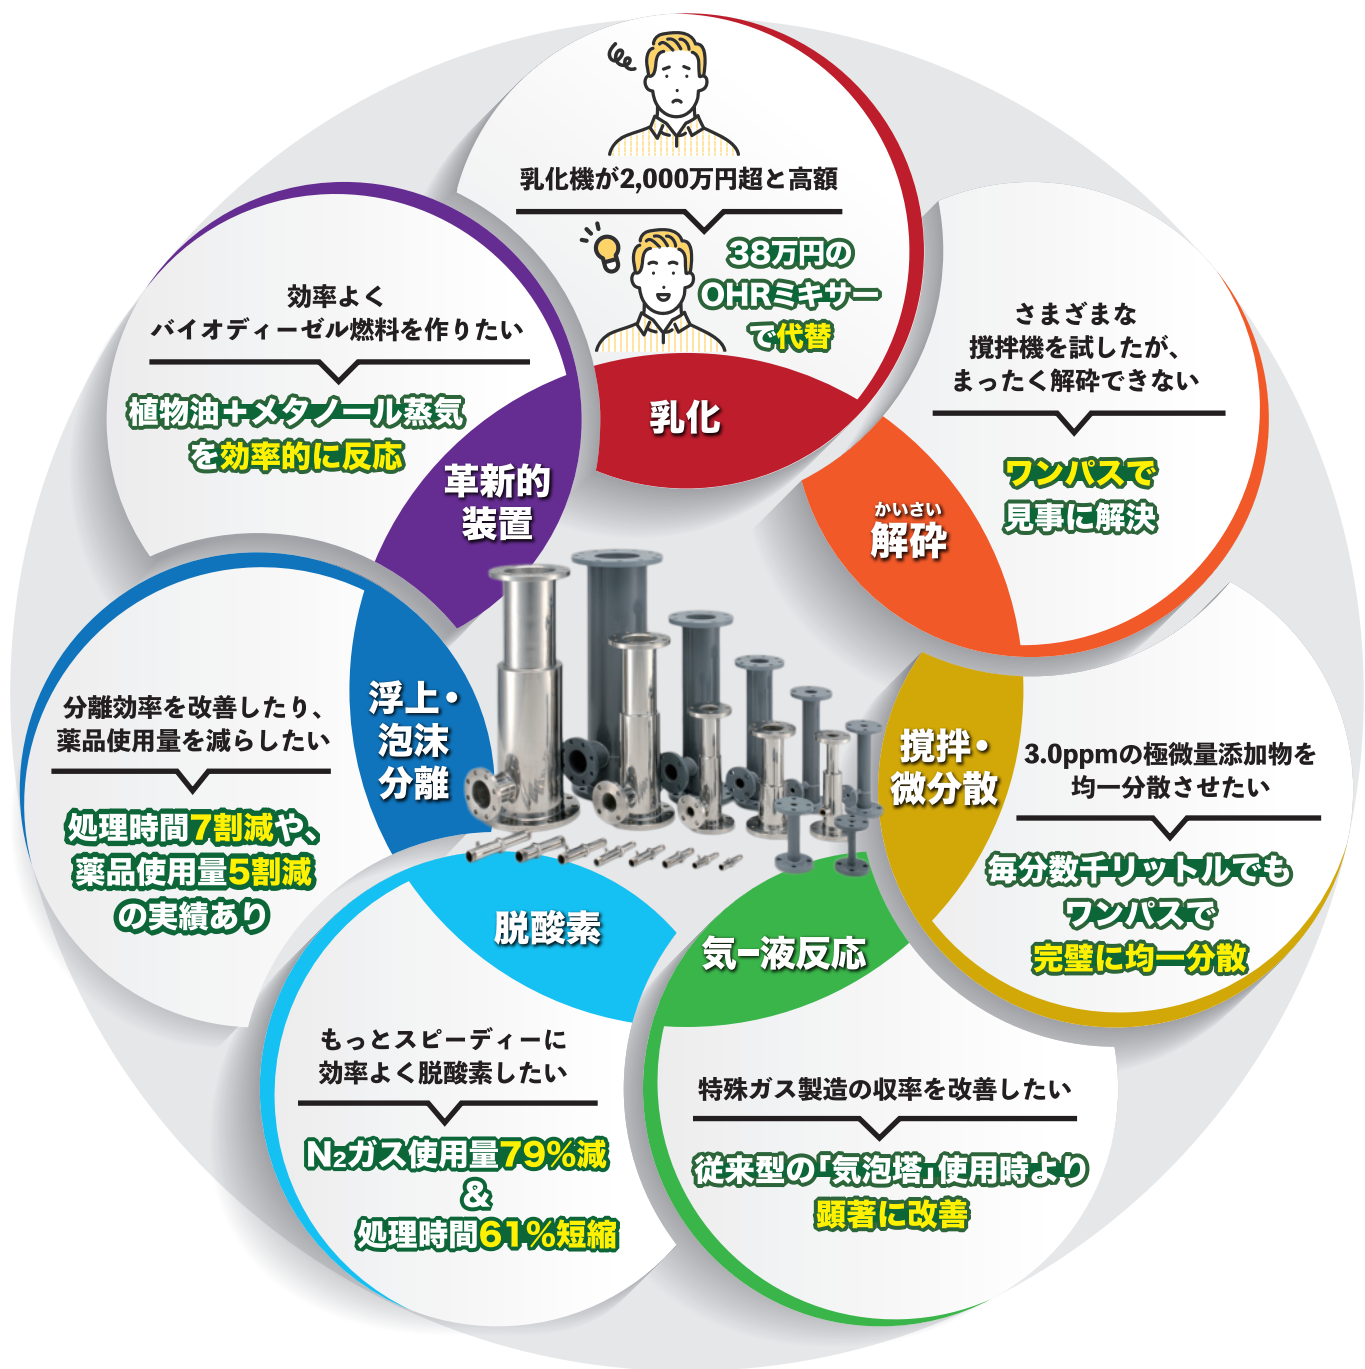 乳化機が2,000万円超と高額
38万円の
OHRミキサー
で代替
乳化
さまざまな
撹拌機を試したが、
まったく解砕できない
ワンパスで
見事に解決
かいさい
解砕
3.0ppmの極微量添加物を
均一分散させたい
毎分数千リットルでも
ワンパスで
完璧に均一分散
撹拌・
微分散
特殊ガス製造の収率を改善したい
従来型の「気泡塔」使用時より
顕著に改善
気ー液反応
もっとスピーディーに
効率よく脱酸素したい
N₂ガス使用量79%減
&
処理時間61%短縮
脱酸素
分離効率を改善したり、
薬品使用量を減らしたい
処理時間7割減や、
薬品使用量5割減
の実績あり
浮上・
泡沫
分離
効率よく
バイオディーゼル燃料を作りたい
植物油＋メタノール蒸気
を効率的に反応
革新的
装置